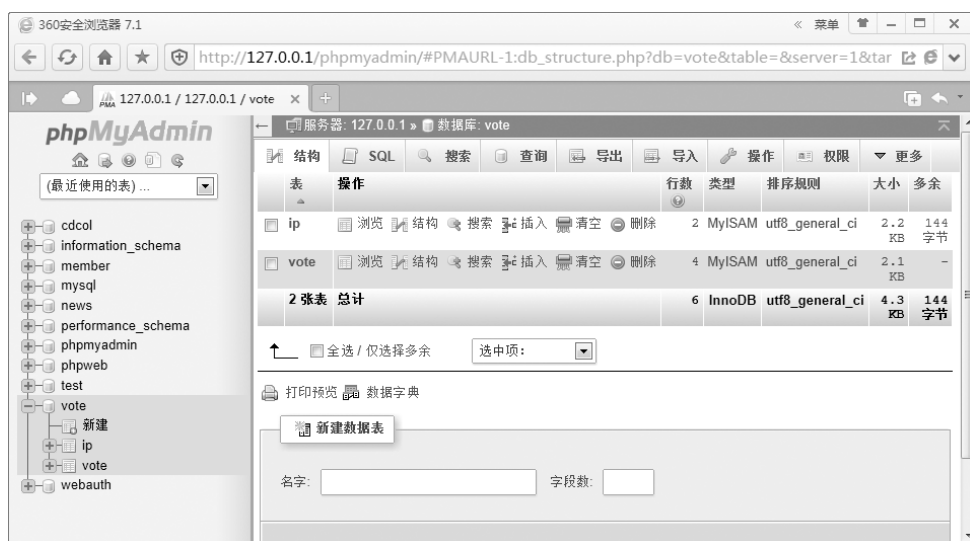 360安全浏览器 7.1
« 菜单
http://127.0.0.1/phpmyadmin/#PMAURL-1:db_structure.php?db=vote&table=&server=1&tar
PMA 127.0.0.1 / 127.0.0.1 / vote × +
phpMyAdmin
(最近使用的表) ...
cdcol
information_schema
member
mysql
news
performance_schema
phpmyadmin
phpweb
test
vote
新建
ip
vote
webauth
服务器: 127.0.0.1 » 数据库: vote
结构 SQL 搜索 查询 导出 导入 操作 权限 更多
表 操作 行数 类型 排序规则 大小 多余
ip 浏览 结构 搜索 插入 清空 删除 2 MyISAM utf8_general_ci 2.2 144
KB 字节
vote 浏览 结构 搜索 插入 清空 删除 4 MyISAM utf8_general_ci 2.1 -
KB
2 张表 总计 6 InnoDB utf8_general_ci 4.3 144
KB 字节
全选 / 仅选择多余 选中项:
打印预览 数据字典
新建数据表
名字: 字段数: